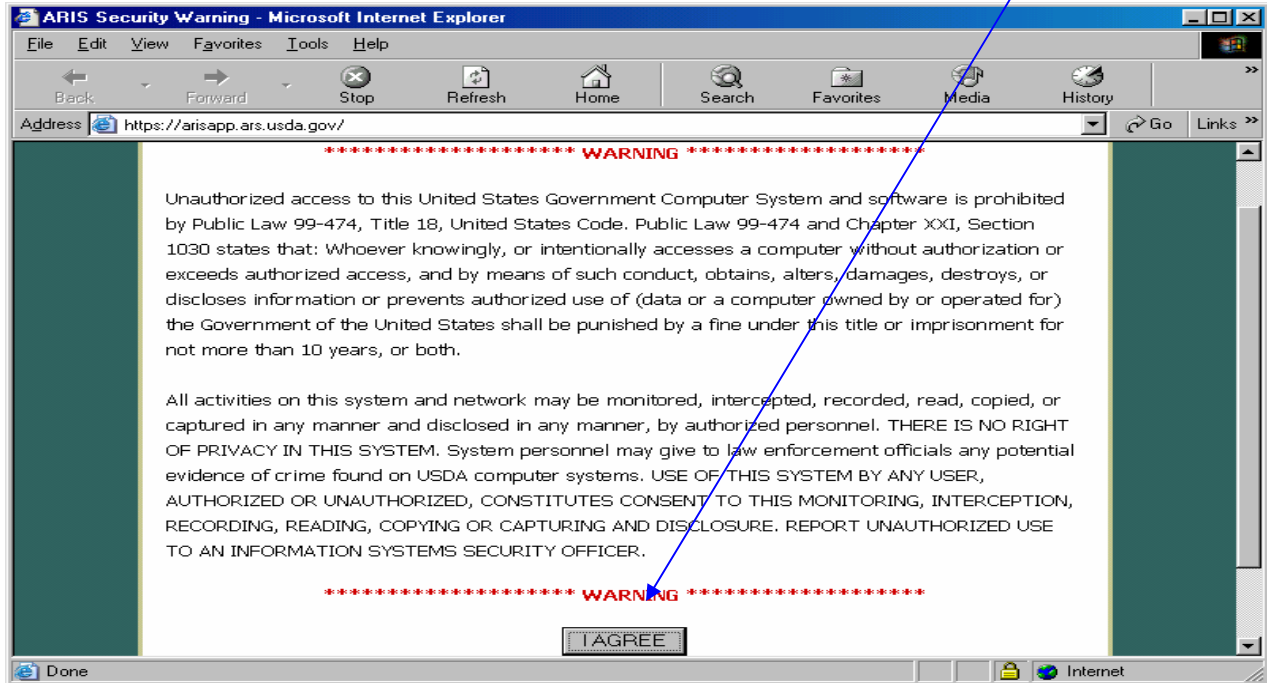 ARIS Security Warning - Microsoft Internet Explorer
File Edit View Favorites Tools Help
Back Forward Stop Refresh Home Search Favorites Media History »
Address https://arisapp.ars.usda.gov/ Go Links »
******************** WARNING *******************
Unauthorized access to this United States Government Computer System and software is prohibited
by Public Law 99-474, Title 18, United States Code. Public Law 99-474 and Chapter XXI, Section
1030 states that: Whoever knowingly, or intentionally accesses a computer without authorization or
exceeds authorized access, and by means of such conduct, obtains, alters, damages, destroys, or
discloses information or prevents authorized use of (data or a computer owned by or operated for)
the Government of the United States shall be punished by a fine under this title or imprisonment for
not more than 10 years, or both.
All activities on this system and network may be monitored, intercepted, recorded, read, copied, or
captured in any manner and disclosed in any manner, by authorized personnel. THERE IS NO RIGHT
OF PRIVACY IN THIS SYSTEM. System personnel may give to law enforcement officials any potential
evidence of crime found on USDA computer systems. USE OF THIS SYSTEM BY ANY USER,
AUTHORIZED OR UNAUTHORIZED, CONSTITUTES CONSENT TO THIS MONITORING, INTERCEPTION,
RECORDING, READING, COPYING OR CAPTURING AND DISCLOSURE. REPORT UNAUTHORIZED USE
TO AN INFORMATION SYSTEMS SECURITY OFFICER.
******************** WARNING *******************
I AGREE
Done Internet